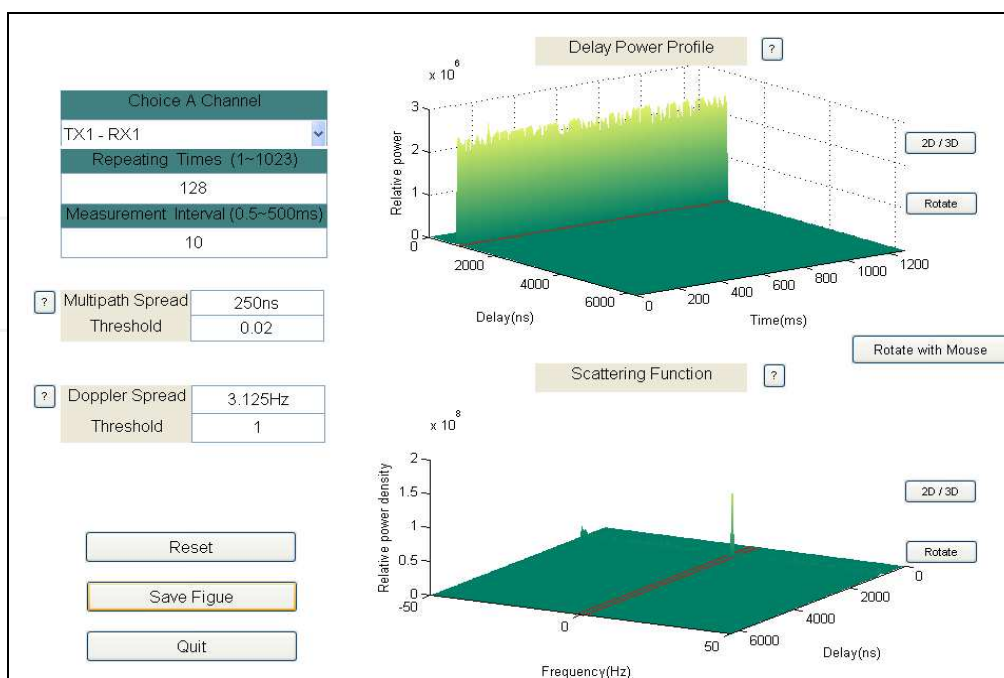 Choice A Channel
TX1 - RX1
Repeating Times (1~1023)
128
Measurement Interval (0.5~500ms)
10
? Multipath Spread 250ns
Threshold 0.02
? Doppler Spread 3.125Hz
Threshold 1
Reset
Save Figue
Quit
Delay Power Profile ?
x 10^6
3
2
1
0
Relative power
0 2000 4000 6000
Delay(ns)
0 200 400 600 800 1000 1200
Time(ms)
2D / 3D
Rotate
Rotate with Mouse
Scattering Function ?
x 10^8
2
1.5
1
0.5
0
Relative power density
-50 0 50
Frequency(Hz)
6000 4000 2000 0
Delay(ns)
2D / 3D
Rotate